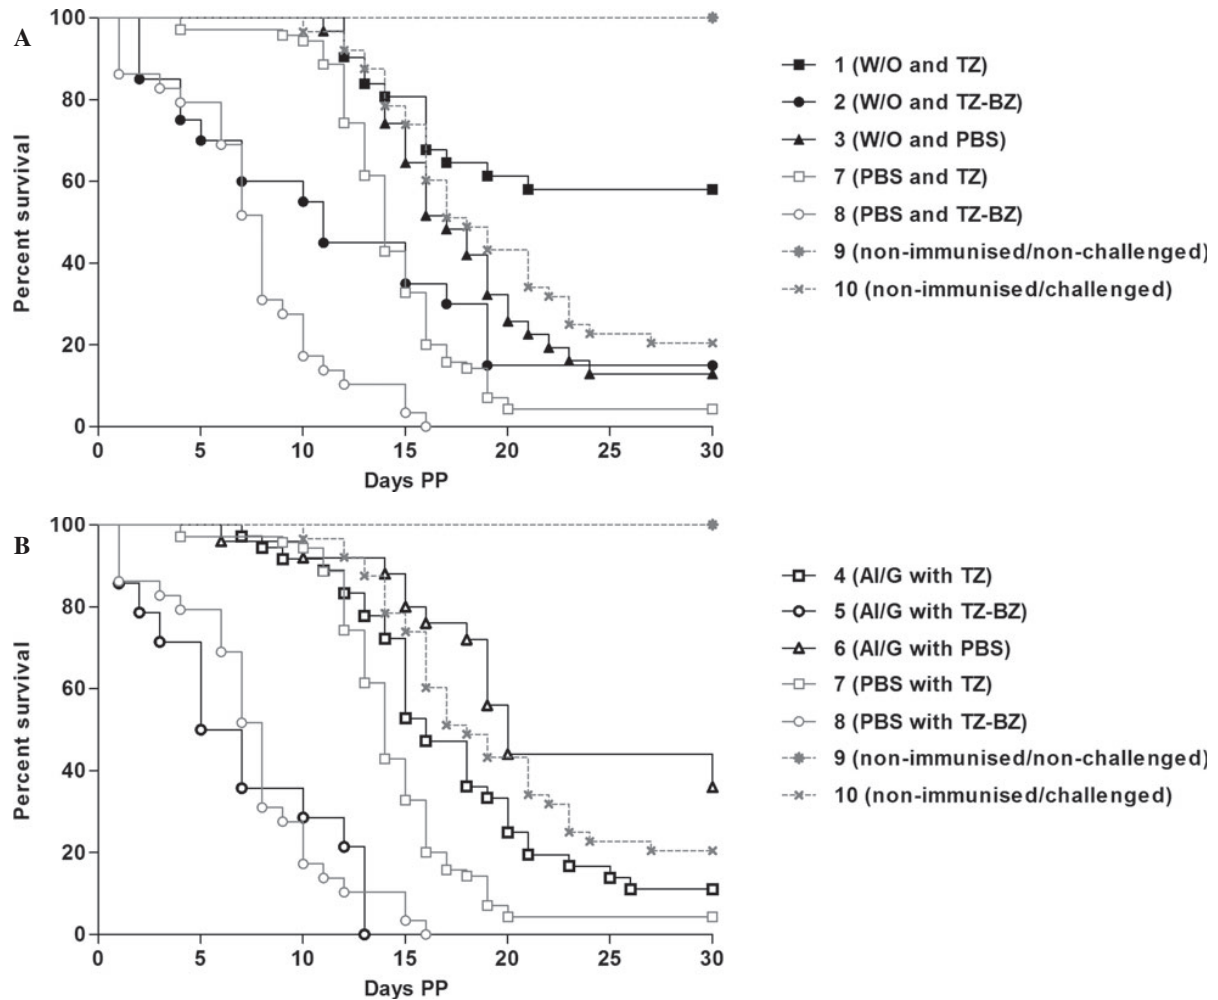 A
100
80
60
40
20
0
Percent survival
0 5 10 15 20 25 30
Days PP
1 (W/O and TZ)
2 (W/O and TZ-BZ)
3 (W/O and PBS)
7 (PBS and TZ)
8 (PBS and TZ-BZ)
9 (non-immunised/non-challenged)
10 (non-immunised/challenged)
B
100
80
60
40
20
0
Percent survival
0 5 10 15 20 25 30
Days PP
4 (Al/G with TZ)
5 (Al/G with TZ-BZ)
6 (Al/G with PBS)
7 (PBS with TZ)
8 (PBS with TZ-BZ)
9 (non-immunised/non-challenged)
10 (non-immunised/challenged)